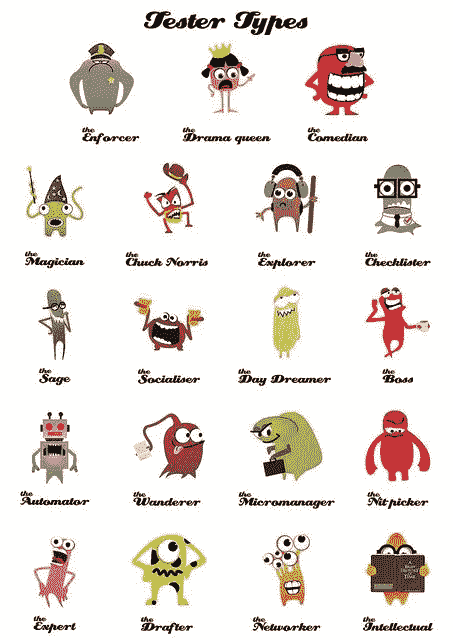 Tester Types
the
Enforcer
the
Drama queen
the
Comedian
the
Magician
the
Chuck Norris
the
Explorer
the
Checklister
the
Sage
the
Socialiser
the
Day Dreamer
the
Boss
the
Automator
the
Wanderer
the
Micromanager
the
Nit picker
the
Expert
the
Drafter
the
Networker
the
Intellectual